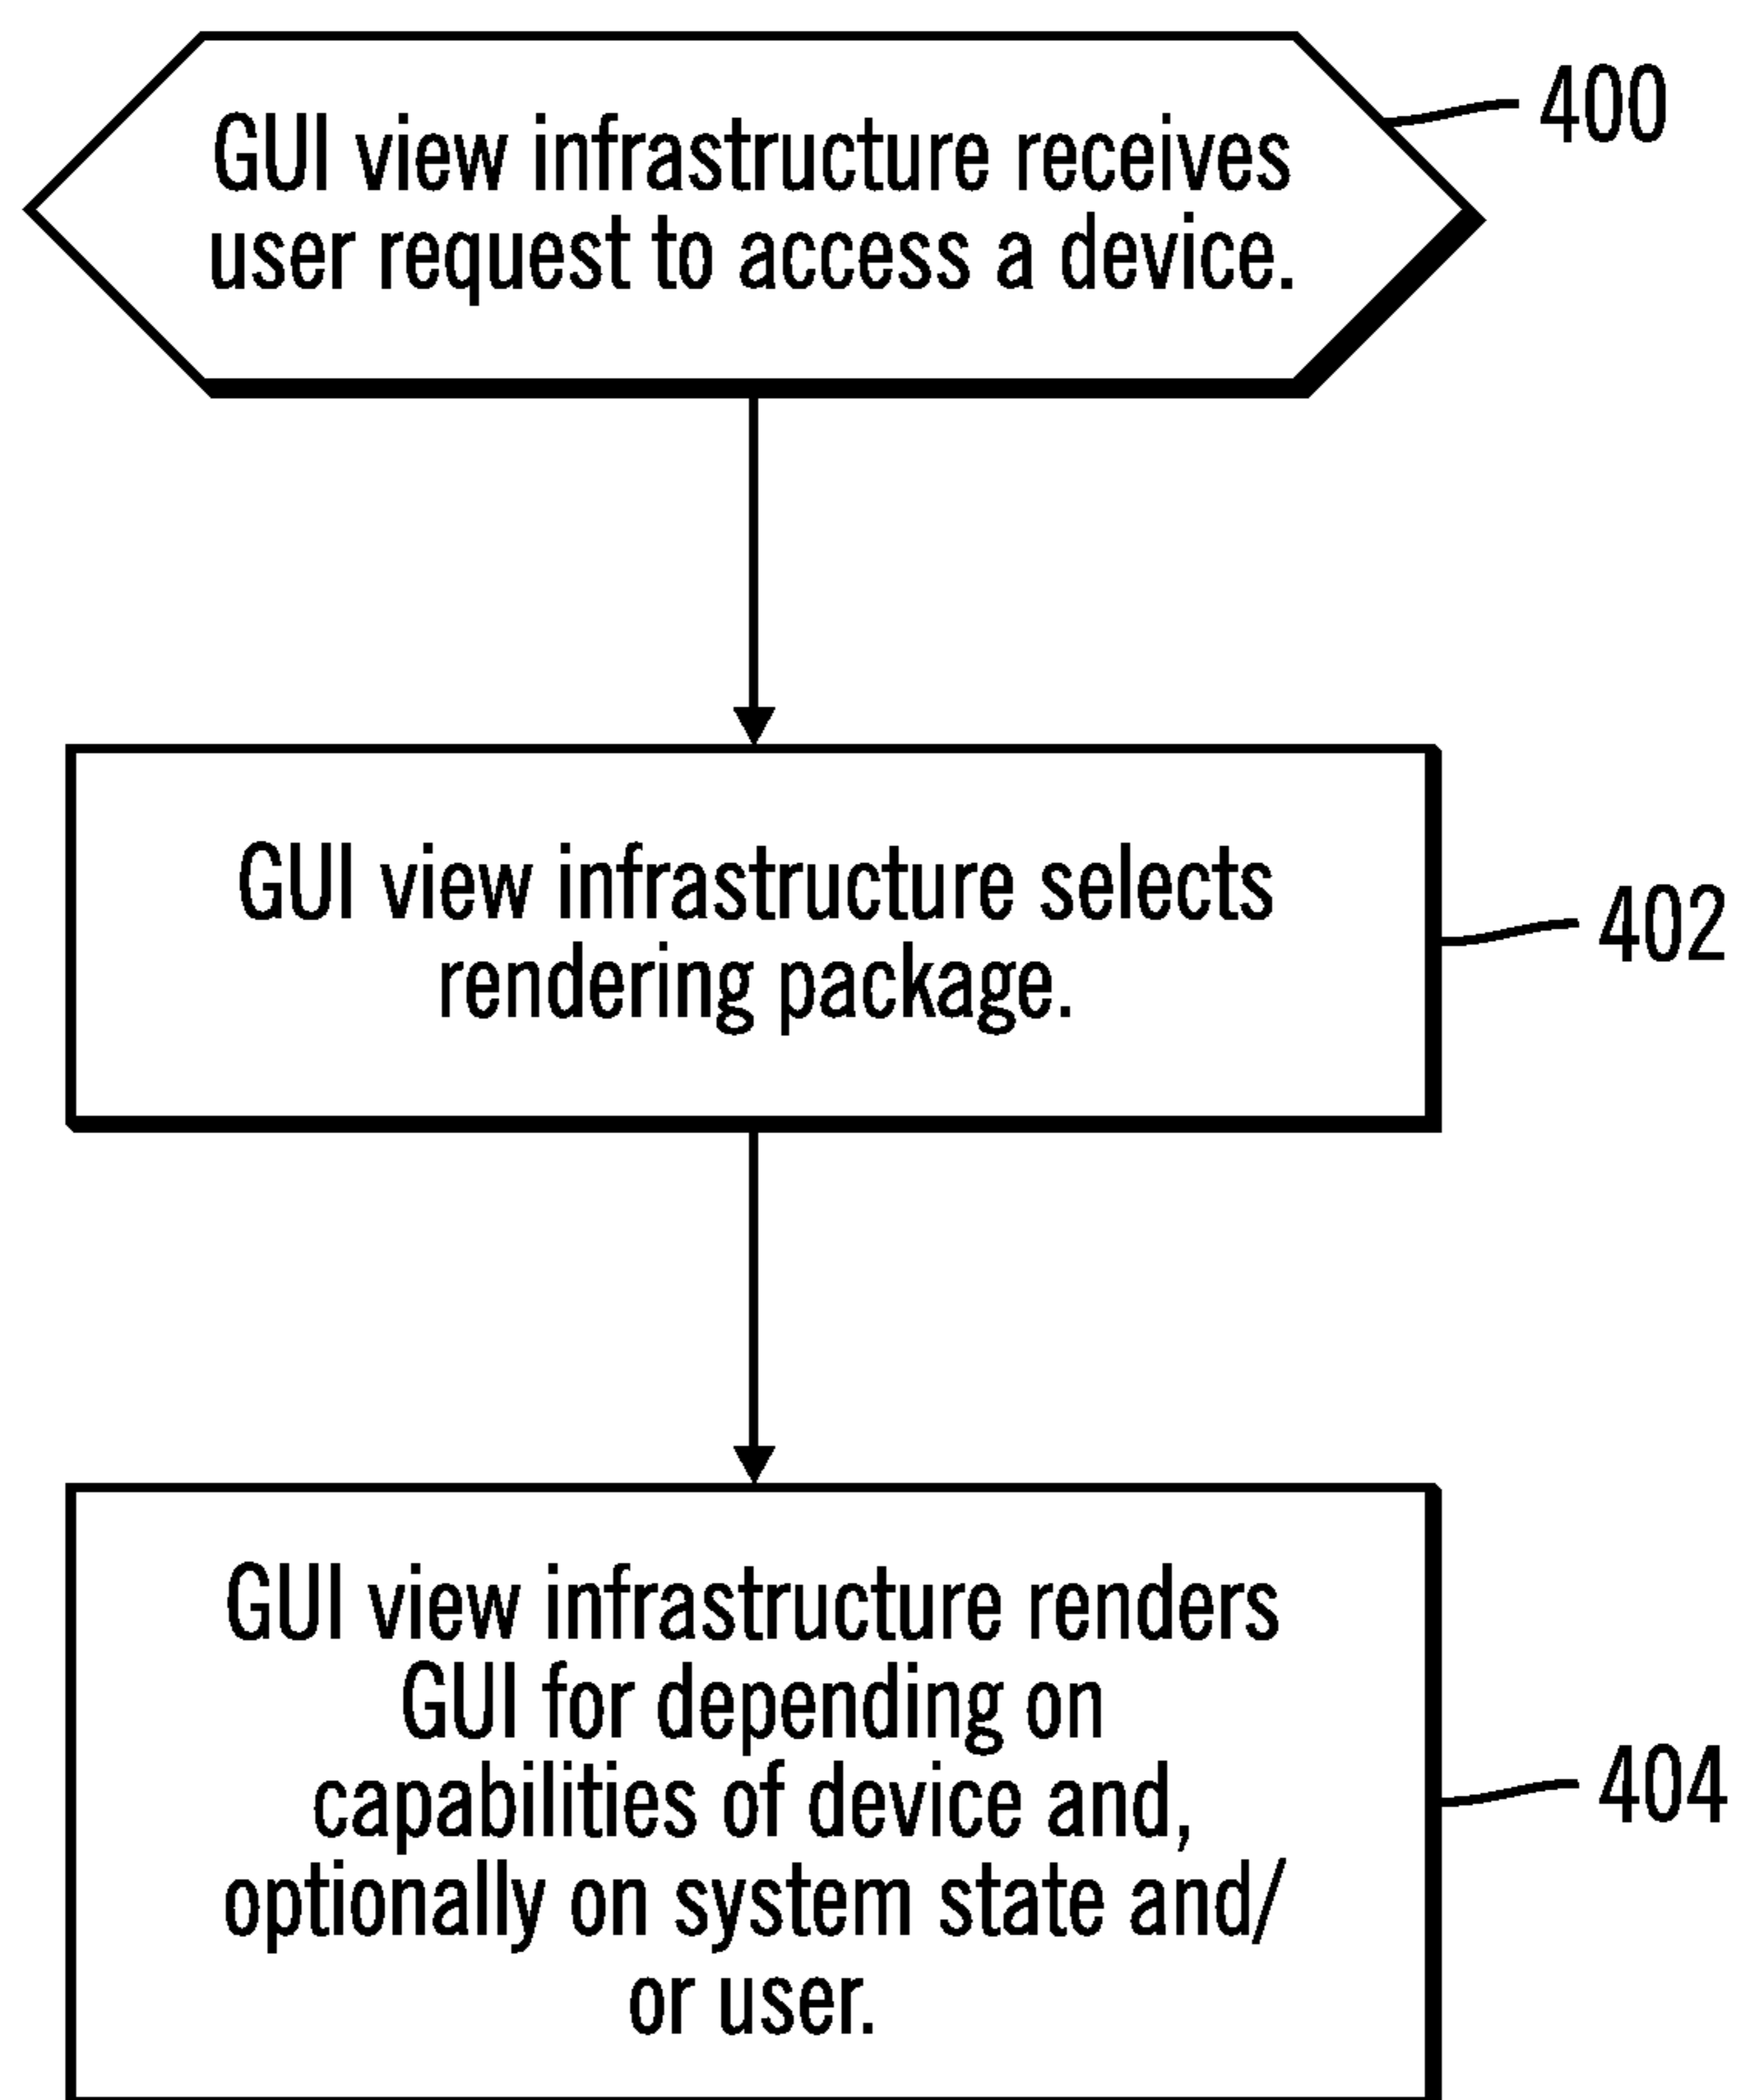 GUI view infrastructure receives
user request to access a device.
400
GUI view infrastructure selects
rendering package.
402
GUI view infrastructure renders
GUI for depending on
capabilities of device and,
optionally on system state and/
or user.
404